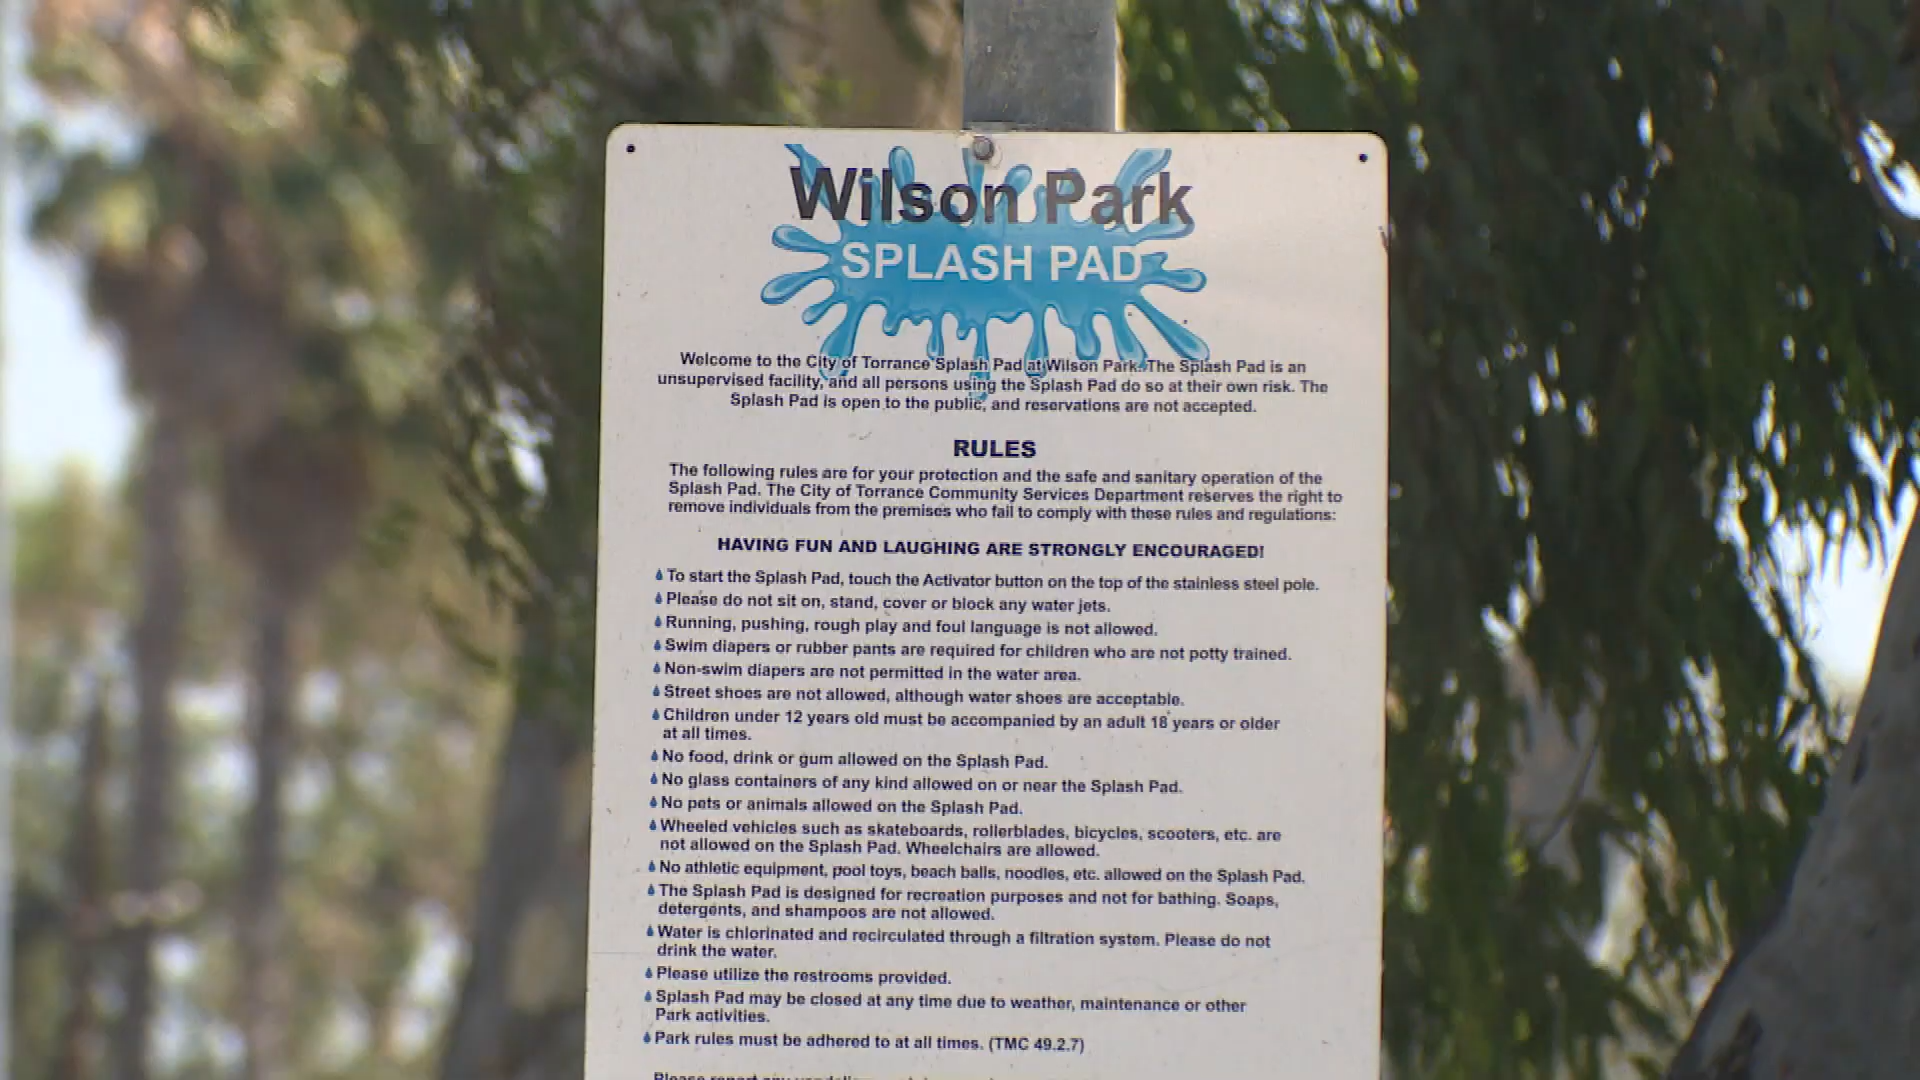 Wilson Park
SPLASH PAD
Welcome to the City of Torrance Splash Pad at Wilson Park. The Splash Pad is an
unsupervised facility, and all persons using the Splash Pad do so at their own risk. The
Splash Pad is open to the public, and reservations are not accepted.
RULES
The following rules are for your protection and the safe and sanitary operation of the
Splash Pad. The City of Torrance Community Services Department reserves the right to
remove individuals from the premises who fail to comply with these rules and regulations:
HAVING FUN AND LAUGHING ARE STRONGLY ENCOURAGED!
To start the Splash Pad, touch the Activator button on the top of the stainless steel pole.
Please do not sit on, stand, cover or block any water jets.
Running, pushing, rough play and foul language is not allowed.
Swim diapers or rubber pants are required for children who are not potty trained.
Non-swim diapers are not permitted in the water area.
Street shoes are not allowed, although water shoes are acceptable.
Children under 12 years old must be accompanied by an adult 18 years or older
at all times.
No food, drink or gum allowed on the Splash Pad.
No glass containers of any kind allowed on or near the Splash Pad.
No pets or animals allowed on the Splash Pad.
Wheeled vehicles such as skateboards, rollerblades, bicycles, scooters, etc. are
not allowed on the Splash Pad. Wheelchairs are allowed.
No athletic equipment, pool toys, beach balls, noodles, etc. allowed on the Splash Pad.
The Splash Pad is designed for recreation purposes and not for bathing. Soaps,
detergents, and shampoos are not allowed.
Water is chlorinated and recirculated through a filtration system. Please do not
drink the water.
Please utilize the restrooms provided.
Splash Pad may be closed at any time due to weather, maintenance or other
Park activities.
Park rules must be adhered to at all times. (TMC 49.2.7)
Please report any